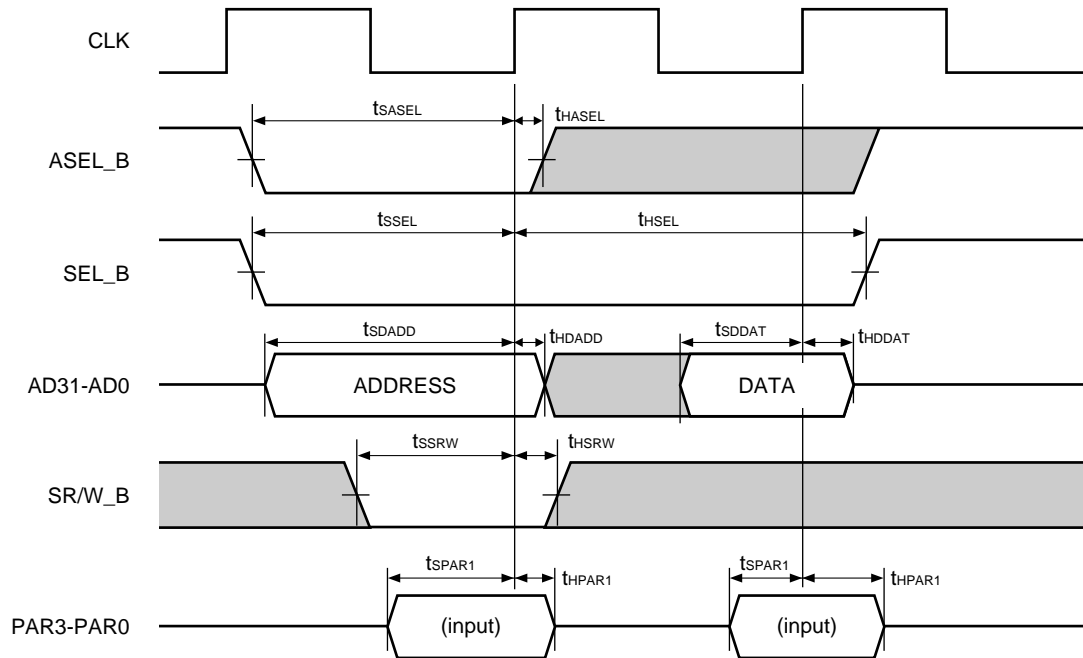 CLK
tSASEL
tHASEL
ASEL_B
tSSEL
tHSEL
SEL_B
tSDADD
tHDADD
tSDDAT
tHDDAT
AD31-AD0
ADDRESS
DATA
tSSRW
tHSRW
SR/W_B
tSPAR1
tHPAR1
tSPAR1
tHPAR1
PAR3-PAR0
(input)
(input)